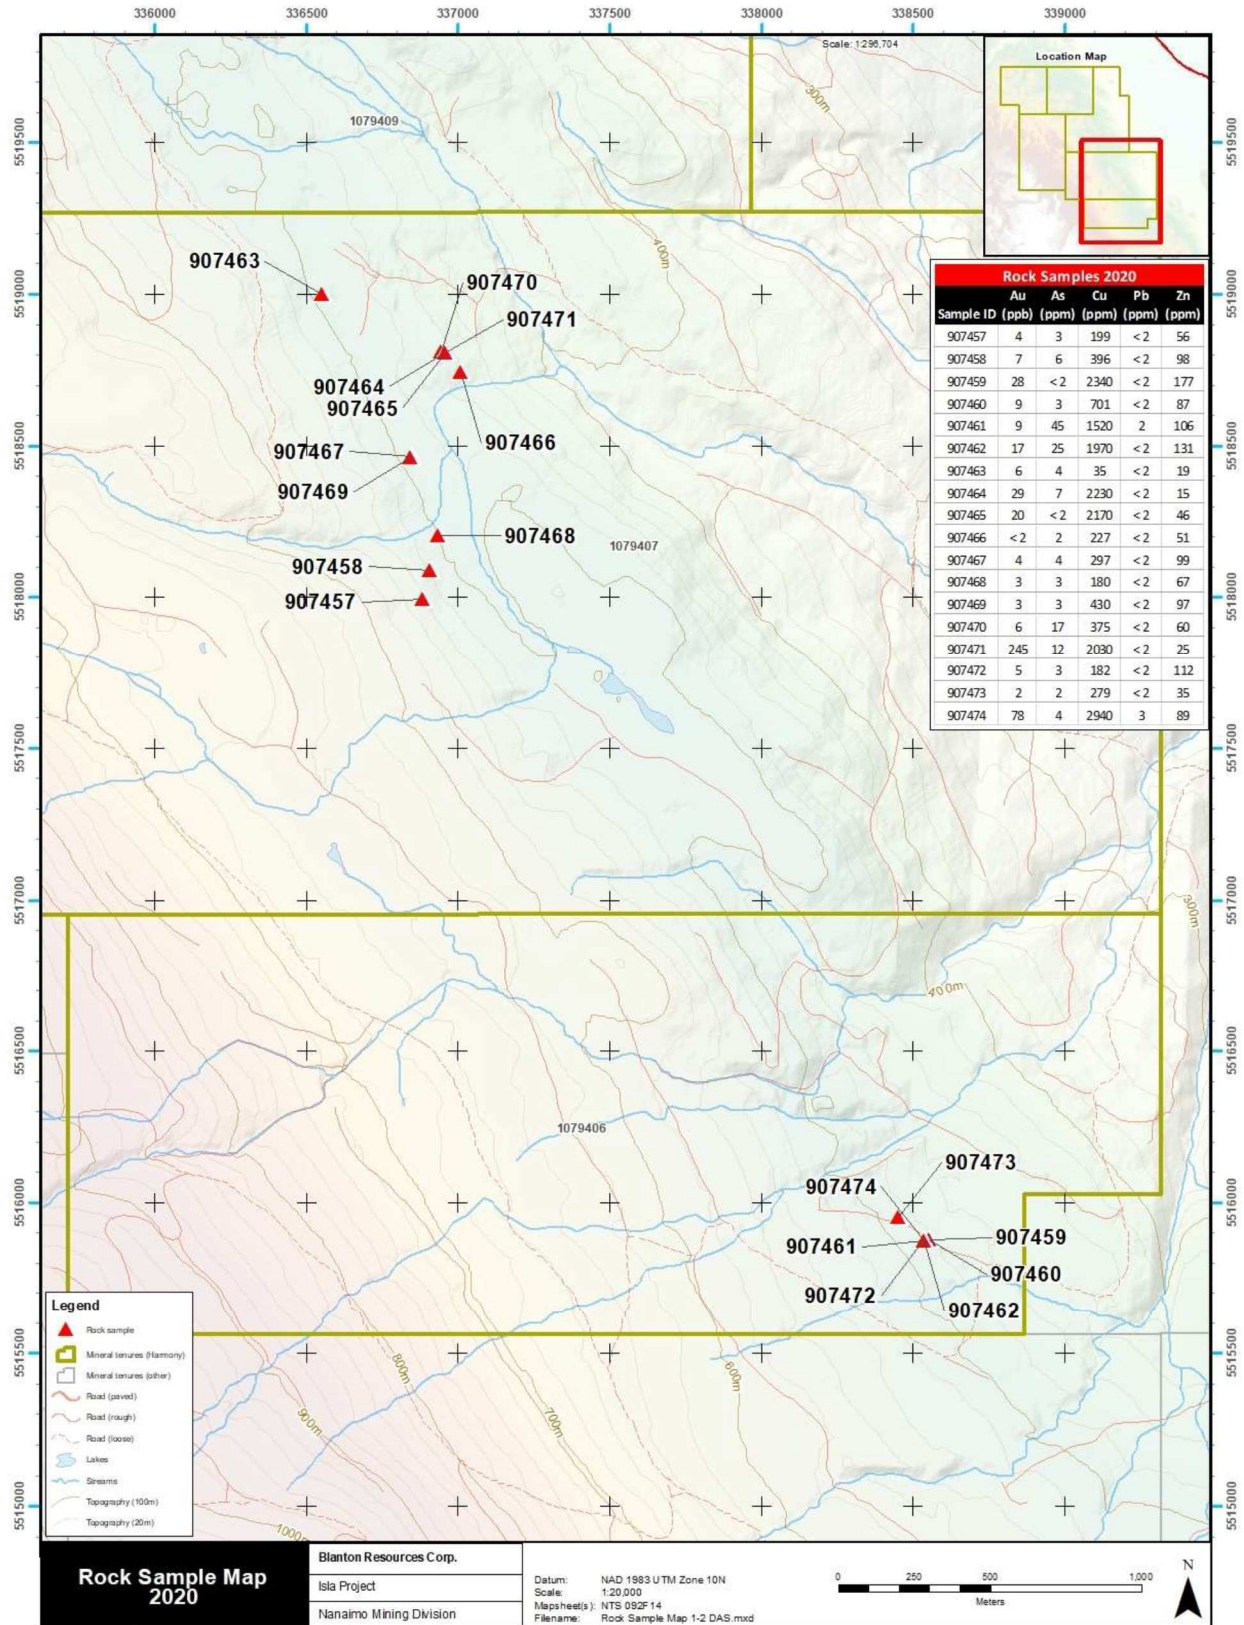 336000 336500 337000 337500 338000 338500 339000
Scale: 1:296,704
Location Map
300m
1079409
5519500 5519500
400m
907463
907470
907471
5519000 5519000
907464
907465
907466
907467
907469
5518500 5518500
907468
1079407
907458
907457
5518000 5518000
Rock Samples 2020
Au As Cu Pb Zn
Sample ID (ppb) (ppm) (ppm) (ppm) (ppm)
907457 4 3 199 < 2 56
907458 7 6 396 < 2 98
907459 28 < 2 2340 < 2 177
907460 9 3 701 < 2 87
907461 9 45 1520 2 106
907462 17 25 1970 < 2 131
907463 6 4 35 < 2 19
907464 29 7 2230 < 2 15
907465 20 < 2 2170 < 2 46
907466 < 2 2 227 < 2 51
907467 4 4 297 < 2 99
907468 3 3 180 < 2 67
907469 3 3 430 < 2 97
907470 6 17 375 < 2 60
907471 245 12 2030 < 2 25
907472 5 3 182 < 2 112
907473 2 2 279 < 2 35
907474 78 4 2940 3 89
5517500 5517500
5517000 5517000
300m
400m
5516500 5516500
1079406
907473
907474
5516000 5516000
907459
907461
907460
907472
907462
5515500 5515500
800m
600m
900m
700m
5515000 5515000
1000m
Legend
Rock sample
Mineral tenures (Harmony)
Mineral tenures (other)
Road (paved)
Road (rough)
Road (loose)
Lakes
Streams
Topography (100m)
Topography (20m)
Rock Sample Map
2020
Blanton Resources Corp.
Isla Project
Nanaimo Mining Division
Datum: NAD 1983 UTM Zone 10N
Scale: 1:20,000
Mapsheet(s): NTS 092F14
Filename: Rock Sample Map 1-2 DAS.mxd
0 250 500 1,000
Meters
N